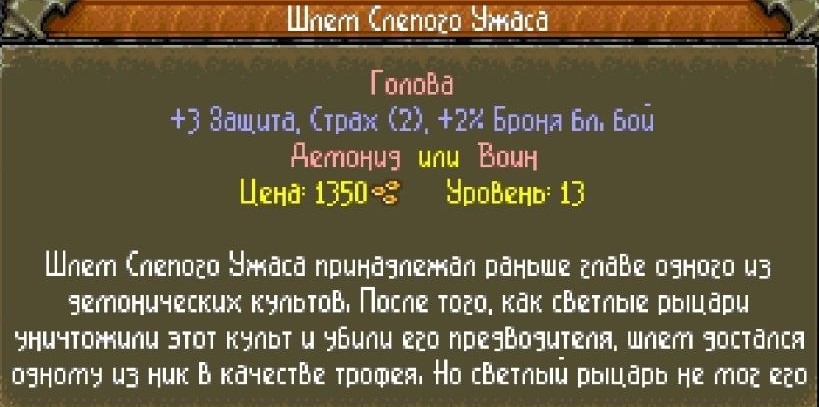 Шлем Слепого Ужаса
Голова
+3 Защита, Страх (2), +2% Броня бл. бой
Демонид или Воин
Цена: 1350 Уровень: 13
Шлем Слепого Ужаса принадлежал раньше главе одного из
демонических культов. После того, как светлые рыцари
уничтожили этот культ и убили его предводителя, шлем достался
одному из них в качестве трофея. Но светлый рыцарь не мог его